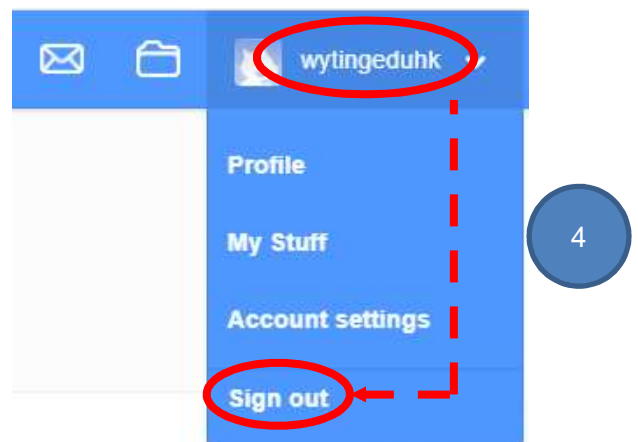 wytingeduhk
Profile
My Stuff
4
Account settings
Sign out